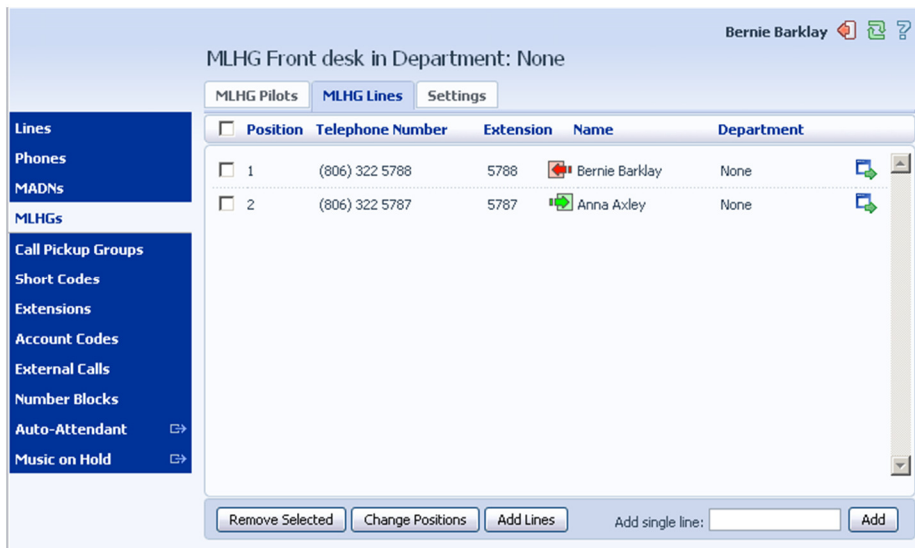 Bernie Barklay
MLHG Front desk in Department: None
MLHG Pilots MLHG Lines Settings
Lines
Phones
MADNs
MLHGs
Call Pickup Groups
Short Codes
Extensions
Account Codes
External Calls
Number Blocks
Auto-Attendant
Music on Hold
Position Telephone Number Extension Name Department
1 (806) 322 5788 5788 Bernie Barklay None
2 (806) 322 5787 5787 Anna Axley None
Remove Selected Change Positions Add Lines Add single line: Add